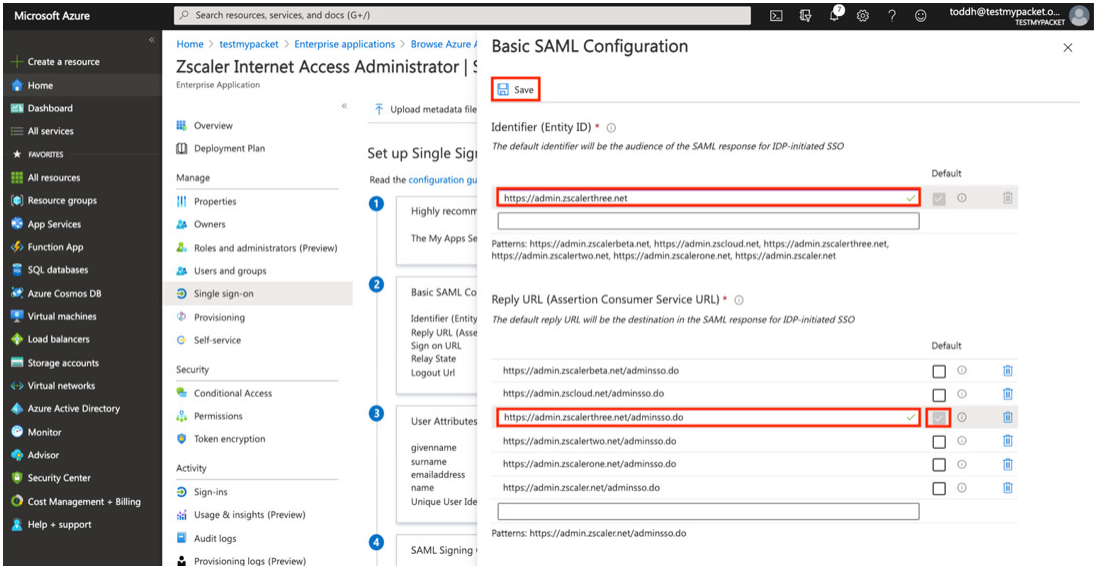 Microsoft Azure
Search resources, services, and docs (G+/)
7
toddh@testmypacket.o...
TESTMYPACKET
«
Create a resource
Home
Dashboard
All services
FAVORITES
All resources
Resource groups
App Services
Function App
SQL databases
Azure Cosmos DB
Virtual machines
Load balancers
Storage accounts
Virtual networks
Azure Active Directory
Monitor
Advisor
Security Center
Cost Management + Billing
Help + support
Home > testmypacket > Enterprise applications > Browse Azure A
Zscaler Internet Access Administrator | S
Enterprise Application
«
Overview
Deployment Plan
Manage
Properties
Owners
Roles and administrators (Preview)
Users and groups
Single sign-on
Provisioning
Self-service
Security
Conditional Access
Permissions
Token encryption
Activity
Sign-ins
Usage & insights (Preview)
Audit logs
Provisioning logs (Preview)
Upload metadata file
Set up Single Sign
Read the configuration gu
1
Highly recomm
The My Apps Se
2
Basic SAML Co
Identifier (Entity
Reply URL (Asse
Sign on URL
Relay State
Logout Url
3
User Attributes
givenname
surname
emailaddress
name
Unique User Ide
4
SAML Signing
Basic SAML Configuration
Save
Identifier (Entity ID) *
The default identifier will be the audience of the SAML response for IDP-initiated SSO
Default
https://admin.zscalerthree.net
Patterns: https://admin.zscalerbeta.net, https://admin.zscloud.net, https://admin.zscalerthree.net,
https://admin.zscalertwo.net, https://admin.zscalerone.net, https://admin.zscaler.net
Reply URL (Assertion Consumer Service URL) *
The default reply URL will be the destination in the SAML response for IDP-initiated SSO
Default
https://admin.zscalerbeta.net/adminsso.do
https://admin.zscloud.net/adminsso.do
https://admin.zscalerthree.net/adminsso.do
https://admin.zscalertwo.net/adminsso.do
https://admin.zscalerone.net/adminsso.do
https://admin.zscaler.net/adminsso.do
Patterns: https://admin.zscaler.net/adminsso.do